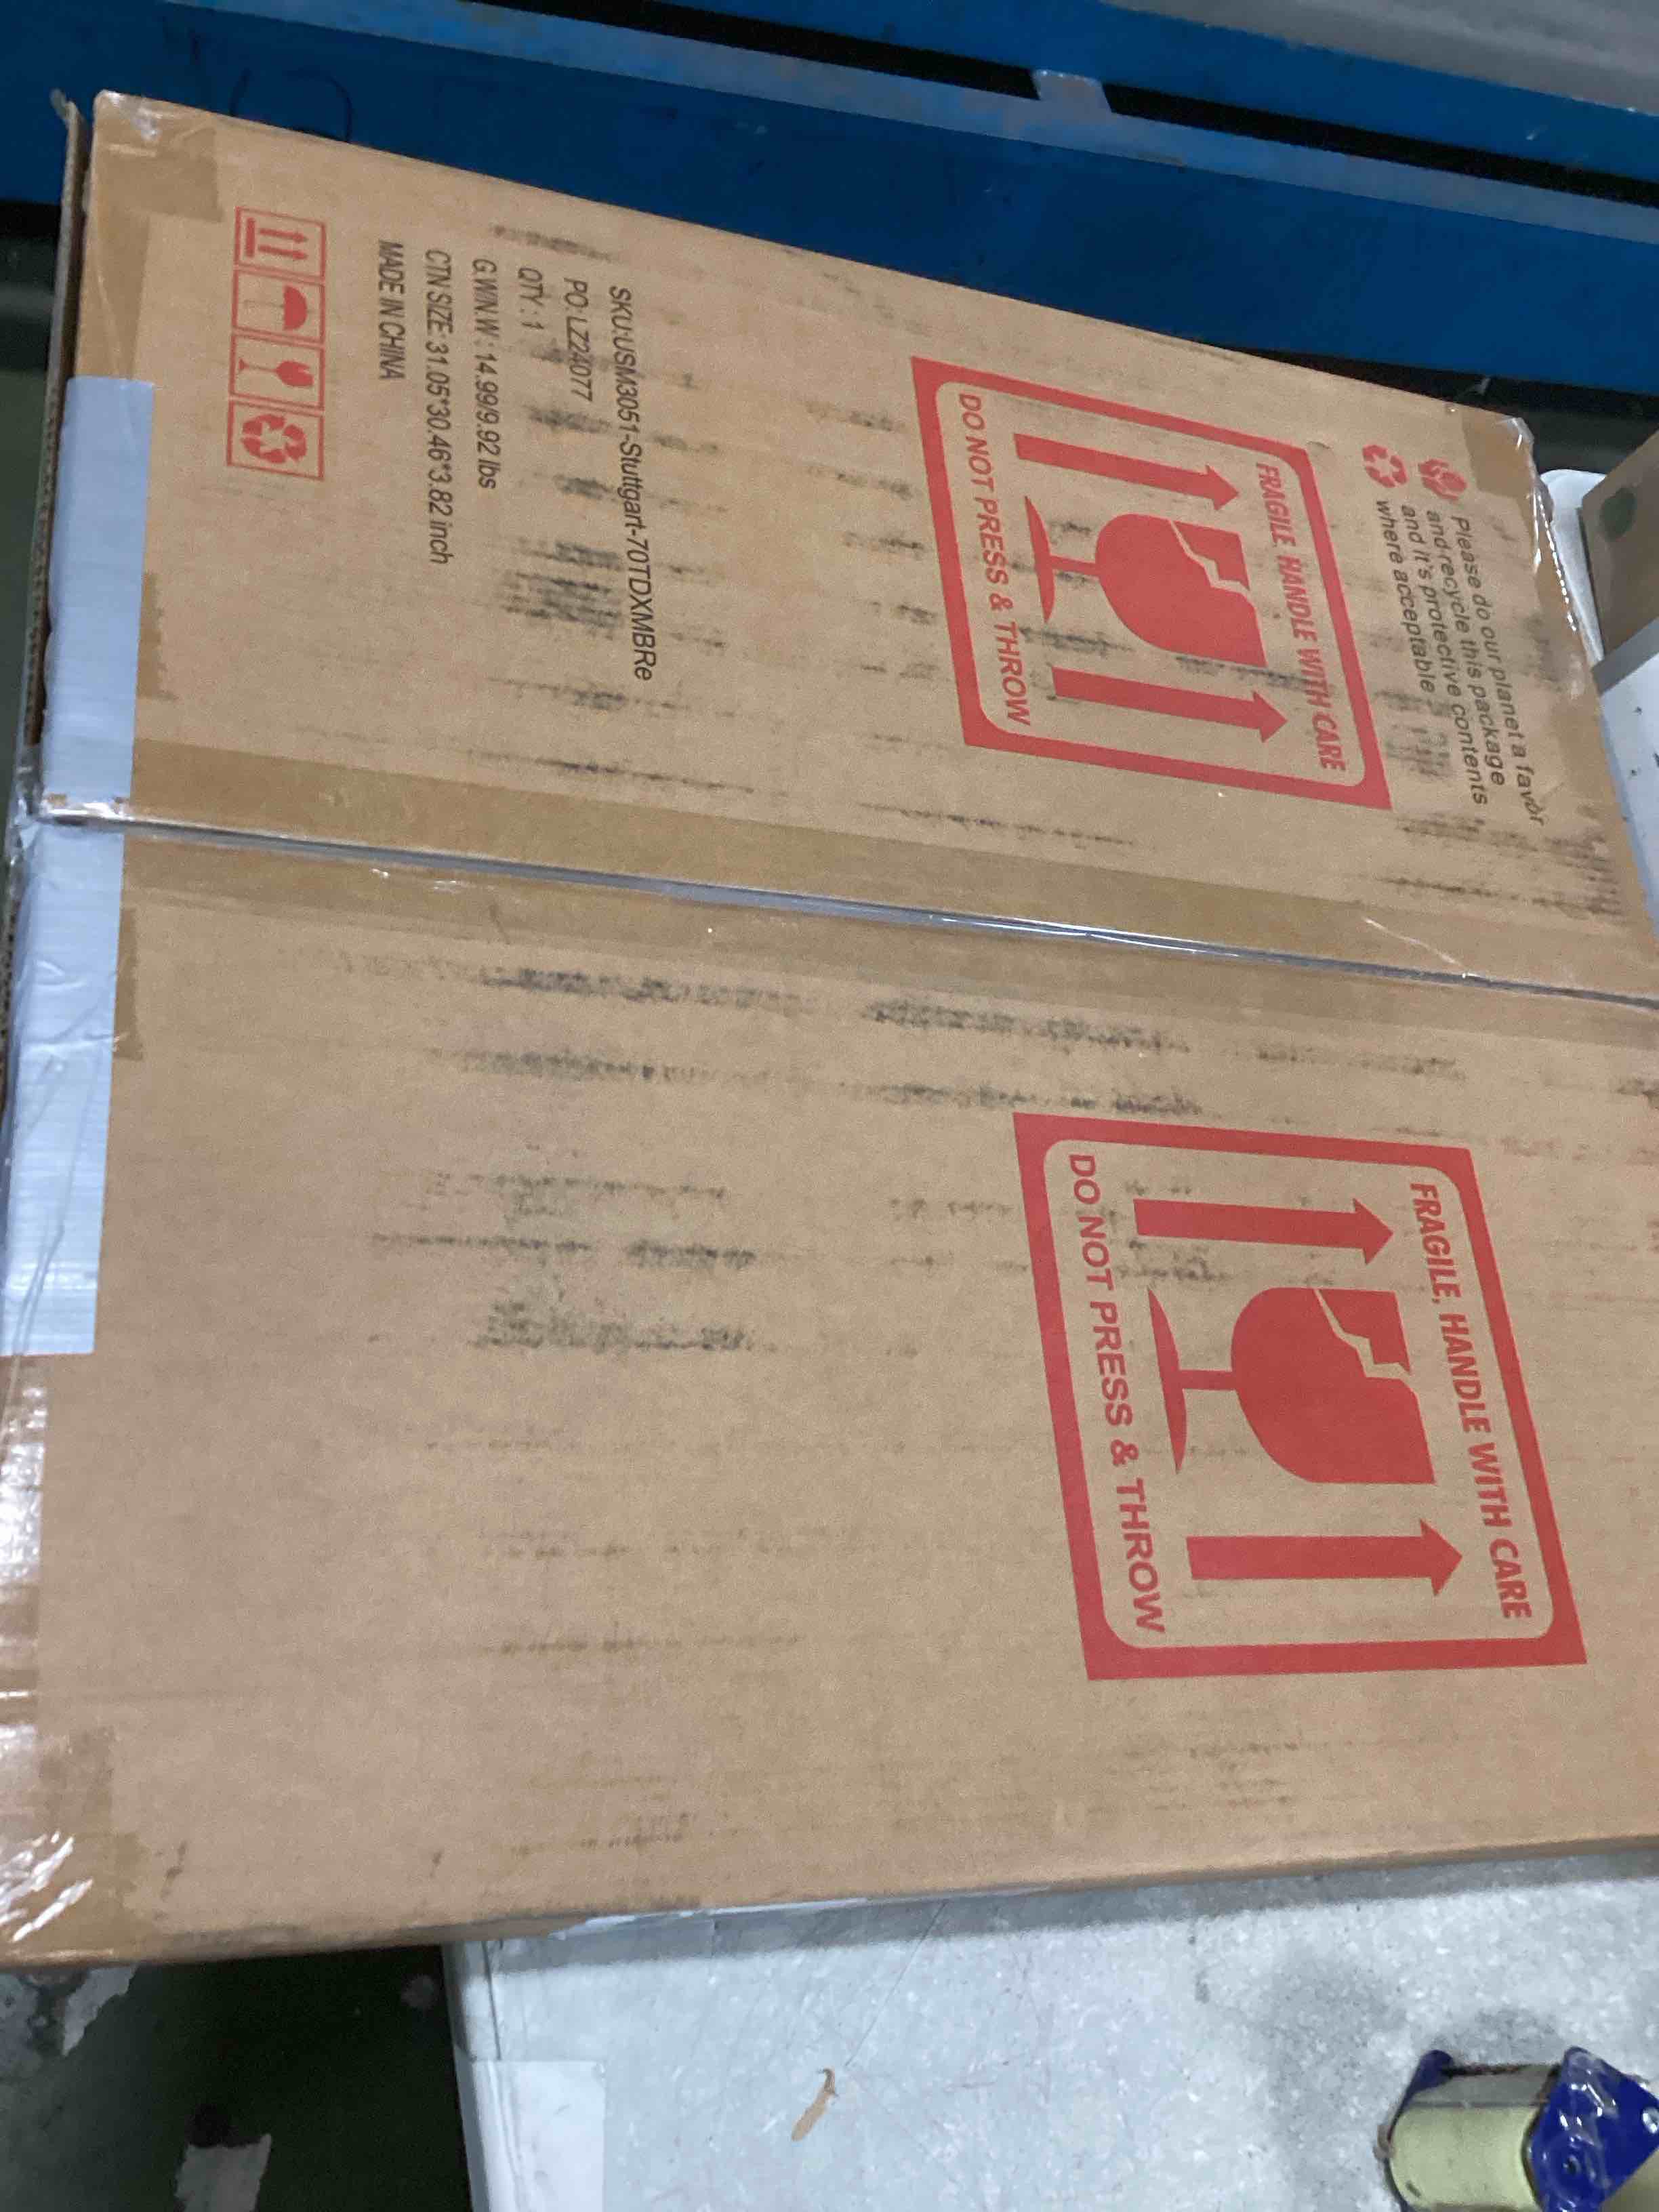 Please do our planet a favor
and recycle this package
and it's protective contents
where acceptable
FRAGILE, HANDLE WITH CARE
DO NOT PRESS & THROW
SKU:USM3051-Stuttgart-70TDXMBRe
PO:LZ24077
QTY : 1
G.W/N.W : 14.99/9.92 lbs
CTN SIZE: 31.05*30.46*3.82 inch
MADE IN CHINA
FRAGILE, HANDLE WITH CARE
DO NOT PRESS & THROW